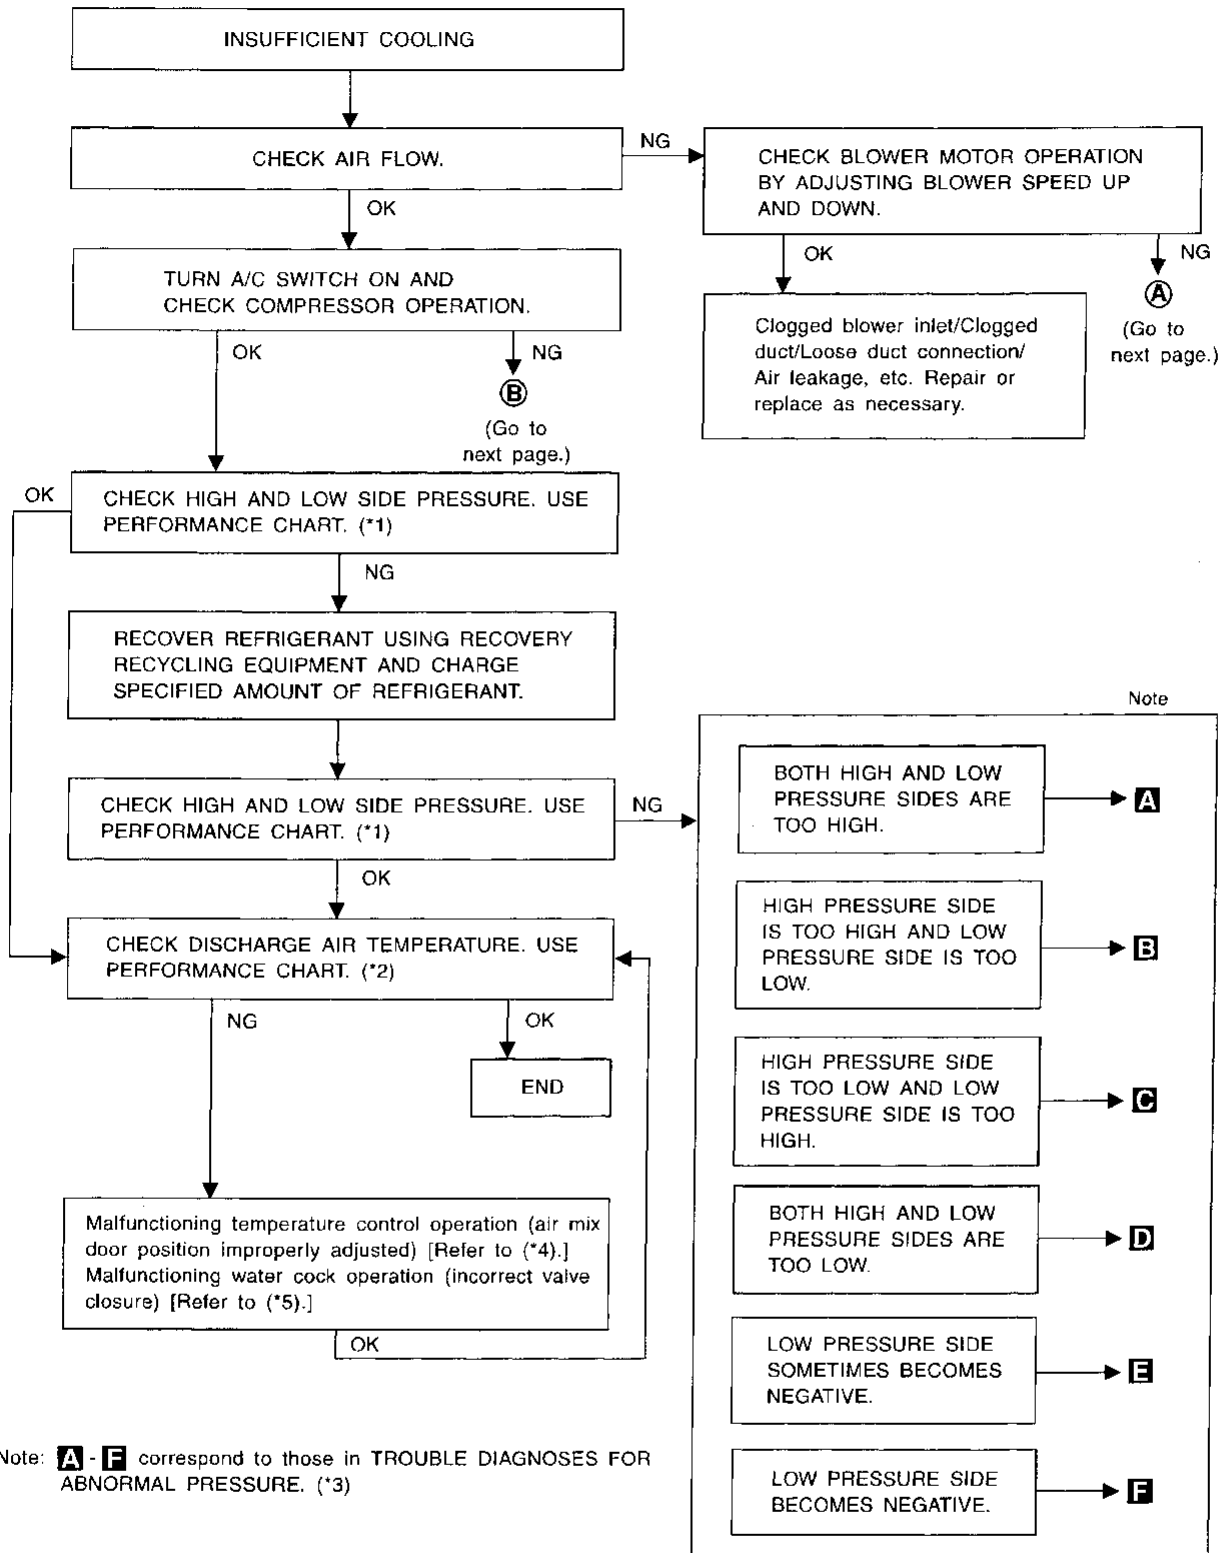 INSUFFICIENT COOLING
CHECK AIR FLOW.
NG
CHECK BLOWER MOTOR OPERATION
BY ADJUSTING BLOWER SPEED UP
AND DOWN.
OK
OK
NG
A
(Go to
next page.)
Clogged blower inlet/Clogged
duct/Loose duct connection/
Air leakage, etc. Repair or
replace as necessary.
TURN A/C SWITCH ON AND
CHECK COMPRESSOR OPERATION.
OK
NG
B
(Go to
next page.)
OK
CHECK HIGH AND LOW SIDE PRESSURE. USE
PERFORMANCE CHART. (*1)
NG
RECOVER REFRIGERANT USING RECOVERY
RECYCLING EQUIPMENT AND CHARGE
SPECIFIED AMOUNT OF REFRIGERANT.
CHECK HIGH AND LOW SIDE PRESSURE. USE
PERFORMANCE CHART. (*1)
NG
OK
CHECK DISCHARGE AIR TEMPERATURE. USE
PERFORMANCE CHART. (*2)
NG
OK
END
Malfunctioning temperature control operation (air mix
door position improperly adjusted) [Refer to (*4).]
Malfunctioning water cock operation (incorrect valve
closure) [Refer to (*5).]
OK
Note
BOTH HIGH AND LOW
PRESSURE SIDES ARE
TOO HIGH.
A
HIGH PRESSURE SIDE
IS TOO HIGH AND LOW
PRESSURE SIDE IS TOO
LOW.
B
HIGH PRESSURE SIDE
IS TOO LOW AND LOW
PRESSURE SIDE IS TOO
HIGH.
C
BOTH HIGH AND LOW
PRESSURE SIDES ARE
TOO LOW.
D
LOW PRESSURE SIDE
SOMETIMES BECOMES
NEGATIVE.
E
LOW PRESSURE SIDE
BECOMES NEGATIVE.
F
Note: A - F correspond to those in TROUBLE DIAGNOSES FOR
ABNORMAL PRESSURE. (*3)